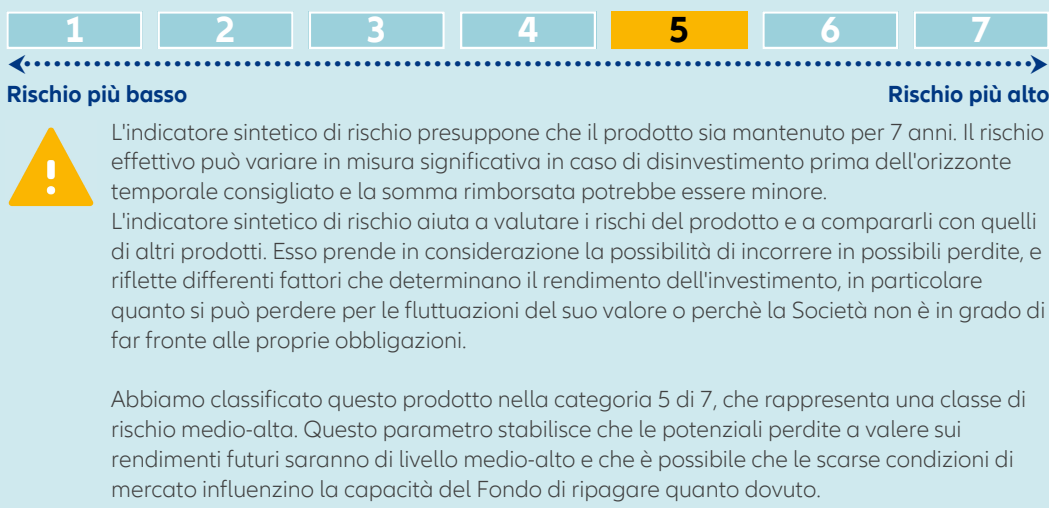 1 2 3 4 5 6 7
Rischio più basso Rischio più alto
L'indicatore sintetico di rischio presuppone che il prodotto sia mantenuto per 7 anni. Il rischio
effettivo può variare in misura significativa in caso di disinvestimento prima dell'orizzonte
temporale consigliato e la somma rimborsata potrebbe essere minore.
L'indicatore sintetico di rischio aiuta a valutare i rischi del prodotto e a compararli con quelli
di altri prodotti. Esso prende in considerazione la possibilità di incorrere in possibili perdite, e
riflette differenti fattori che determinano il rendimento dell'investimento, in particolare
quanto si può perdere per le fluttuazioni del suo valore o perchè la Società non è in grado di
far fronte alle proprie obbligazioni.
Abbiamo classificato questo prodotto nella categoria 5 di 7, che rappresenta una classe di
rischio medio-alta. Questo parametro stabilisce che le potenziali perdite a valere sui
rendimenti futuri saranno di livello medio-alto e che è possibile che le scarse condizioni di
mercato influenzino la capacità del Fondo di ripagare quanto dovuto.